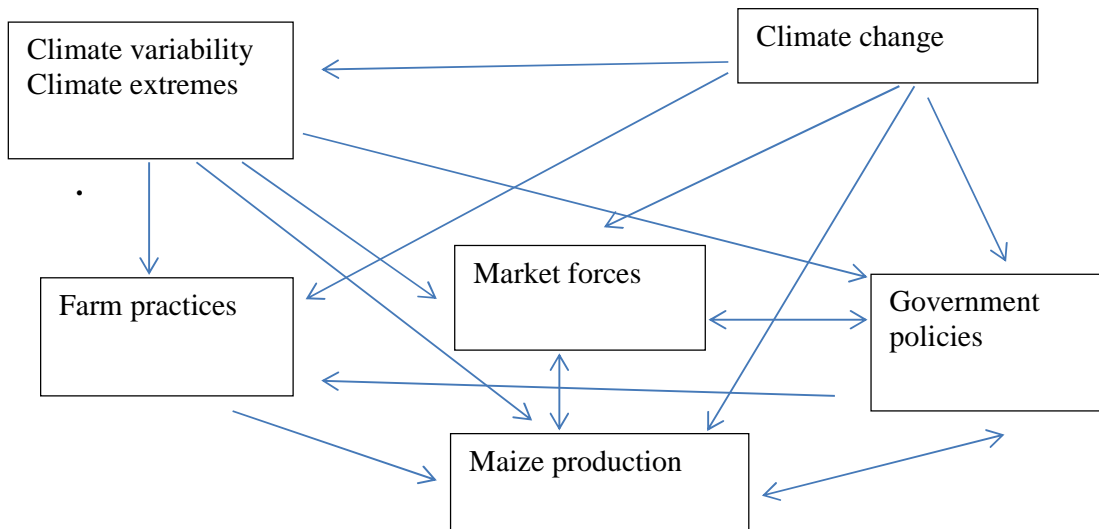 Climate variability
Climate extremes
Climate change
.
Farm practices
Market forces
Government
policies
Maize production